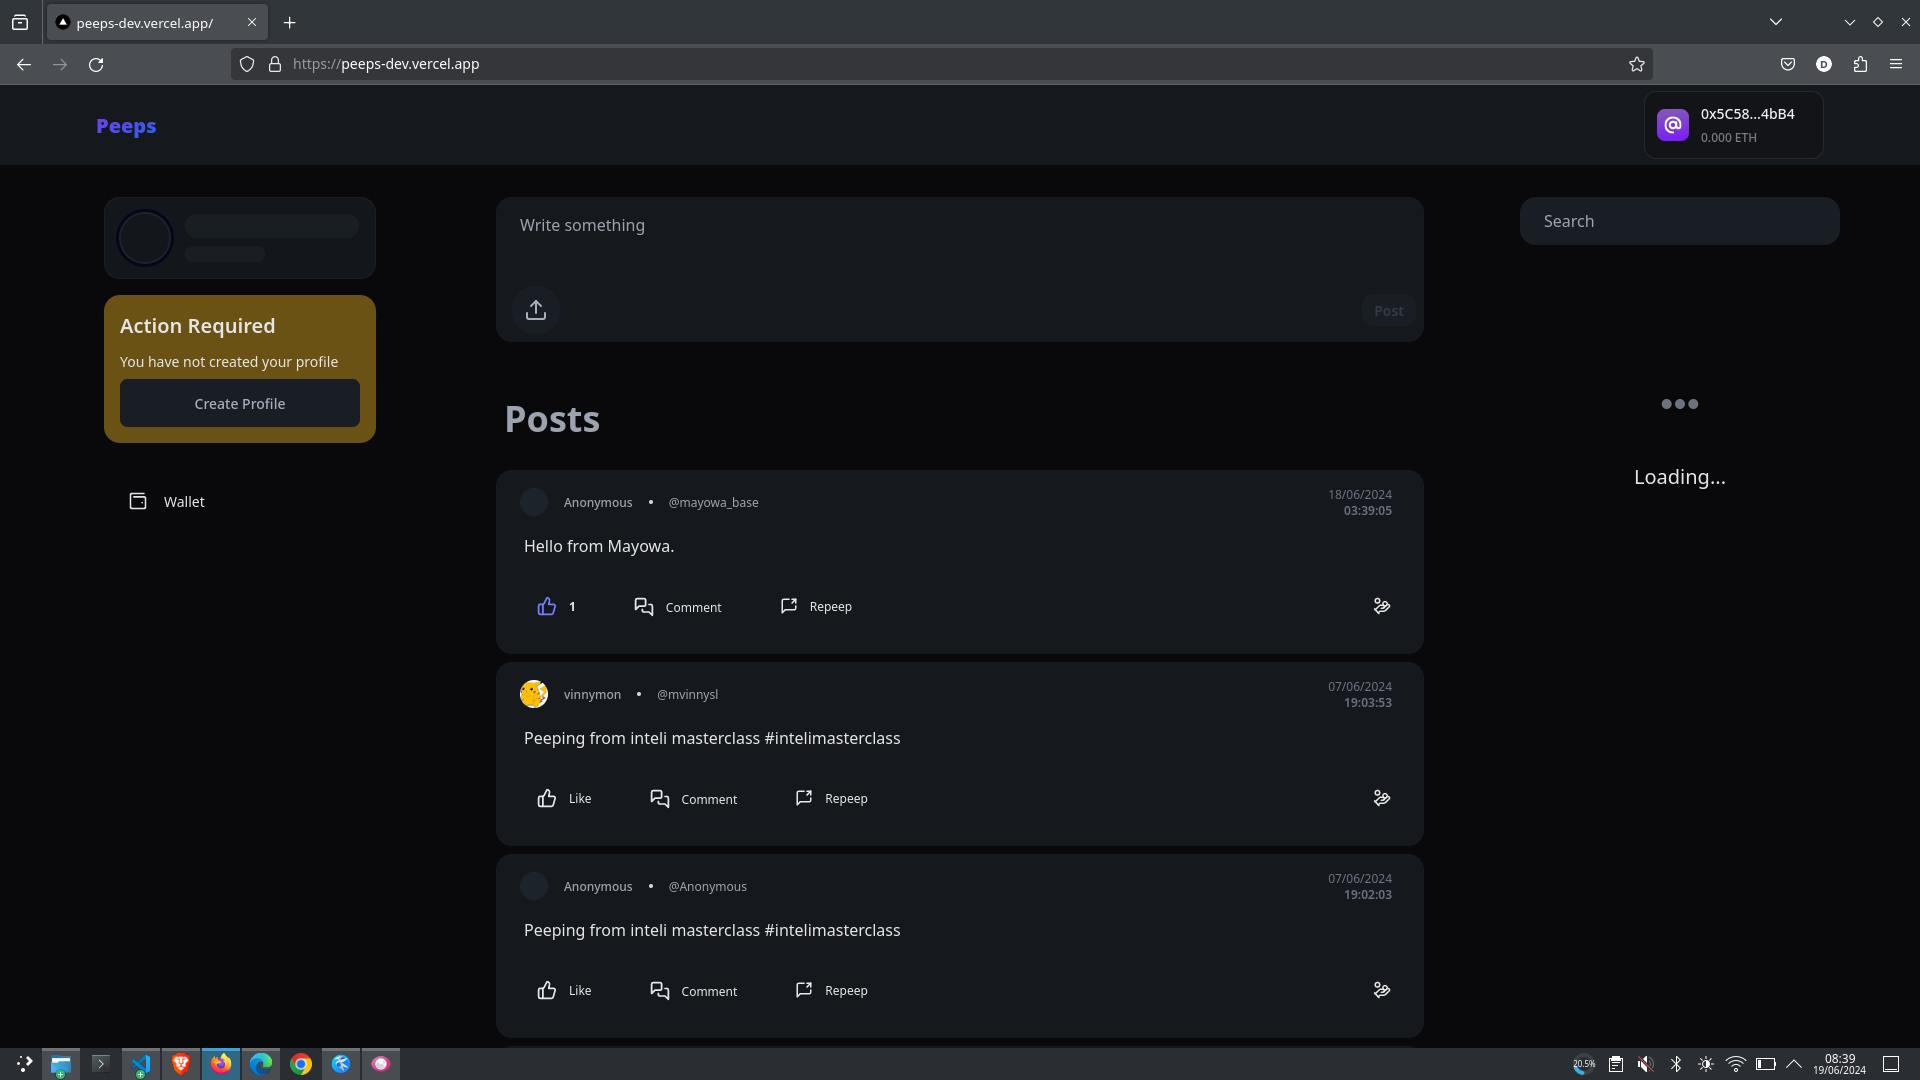 peeps-dev.vercel.app/
https://peeps-dev.vercel.app
D
Peeps
0x5C58...4bB4
0.000 ETH
Write something
Post
Search
Action Required
You have not created your profile
Create Profile
Wallet
Posts
Loading...
Anonymous • @mayowa_base
18/06/2024
03:39:05
Hello from Mayowa.
1 Comment Repeep
vinnymon • @mvinnysl
07/06/2024
19:03:53
Peeping from inteli masterclass #intelimasterclass
Like Comment Repeep
Anonymous • @Anonymous
07/06/2024
19:02:03
Peeping from inteli masterclass #intelimasterclass
Like Comment Repeep
20.5%
08:39
19/06/2024